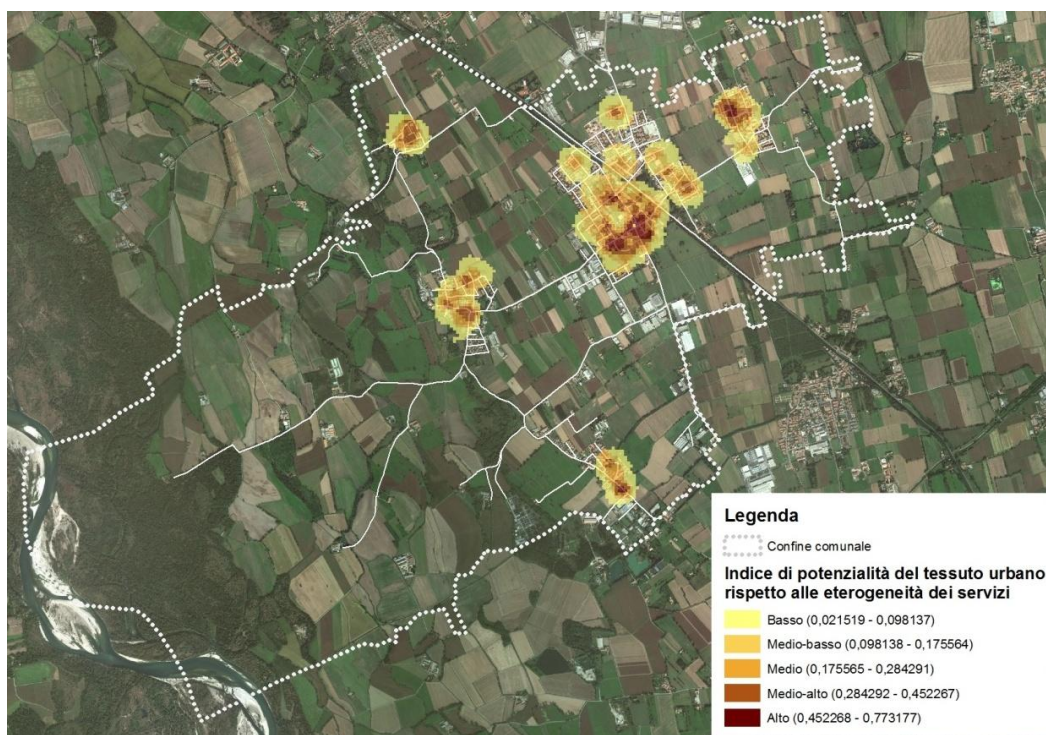 Legenda
Confine comunale
Indice di potenzialità del tessuto urbano
rispetto alle eterogeneità dei servizi
Basso (0,021519 - 0,098137)
Medio-basso (0,098138 - 0,175564)
Medio (0,175565 - 0,284291)
Medio-alto (0,284292 - 0,452267)
Alto (0,452268 - 0,773177)